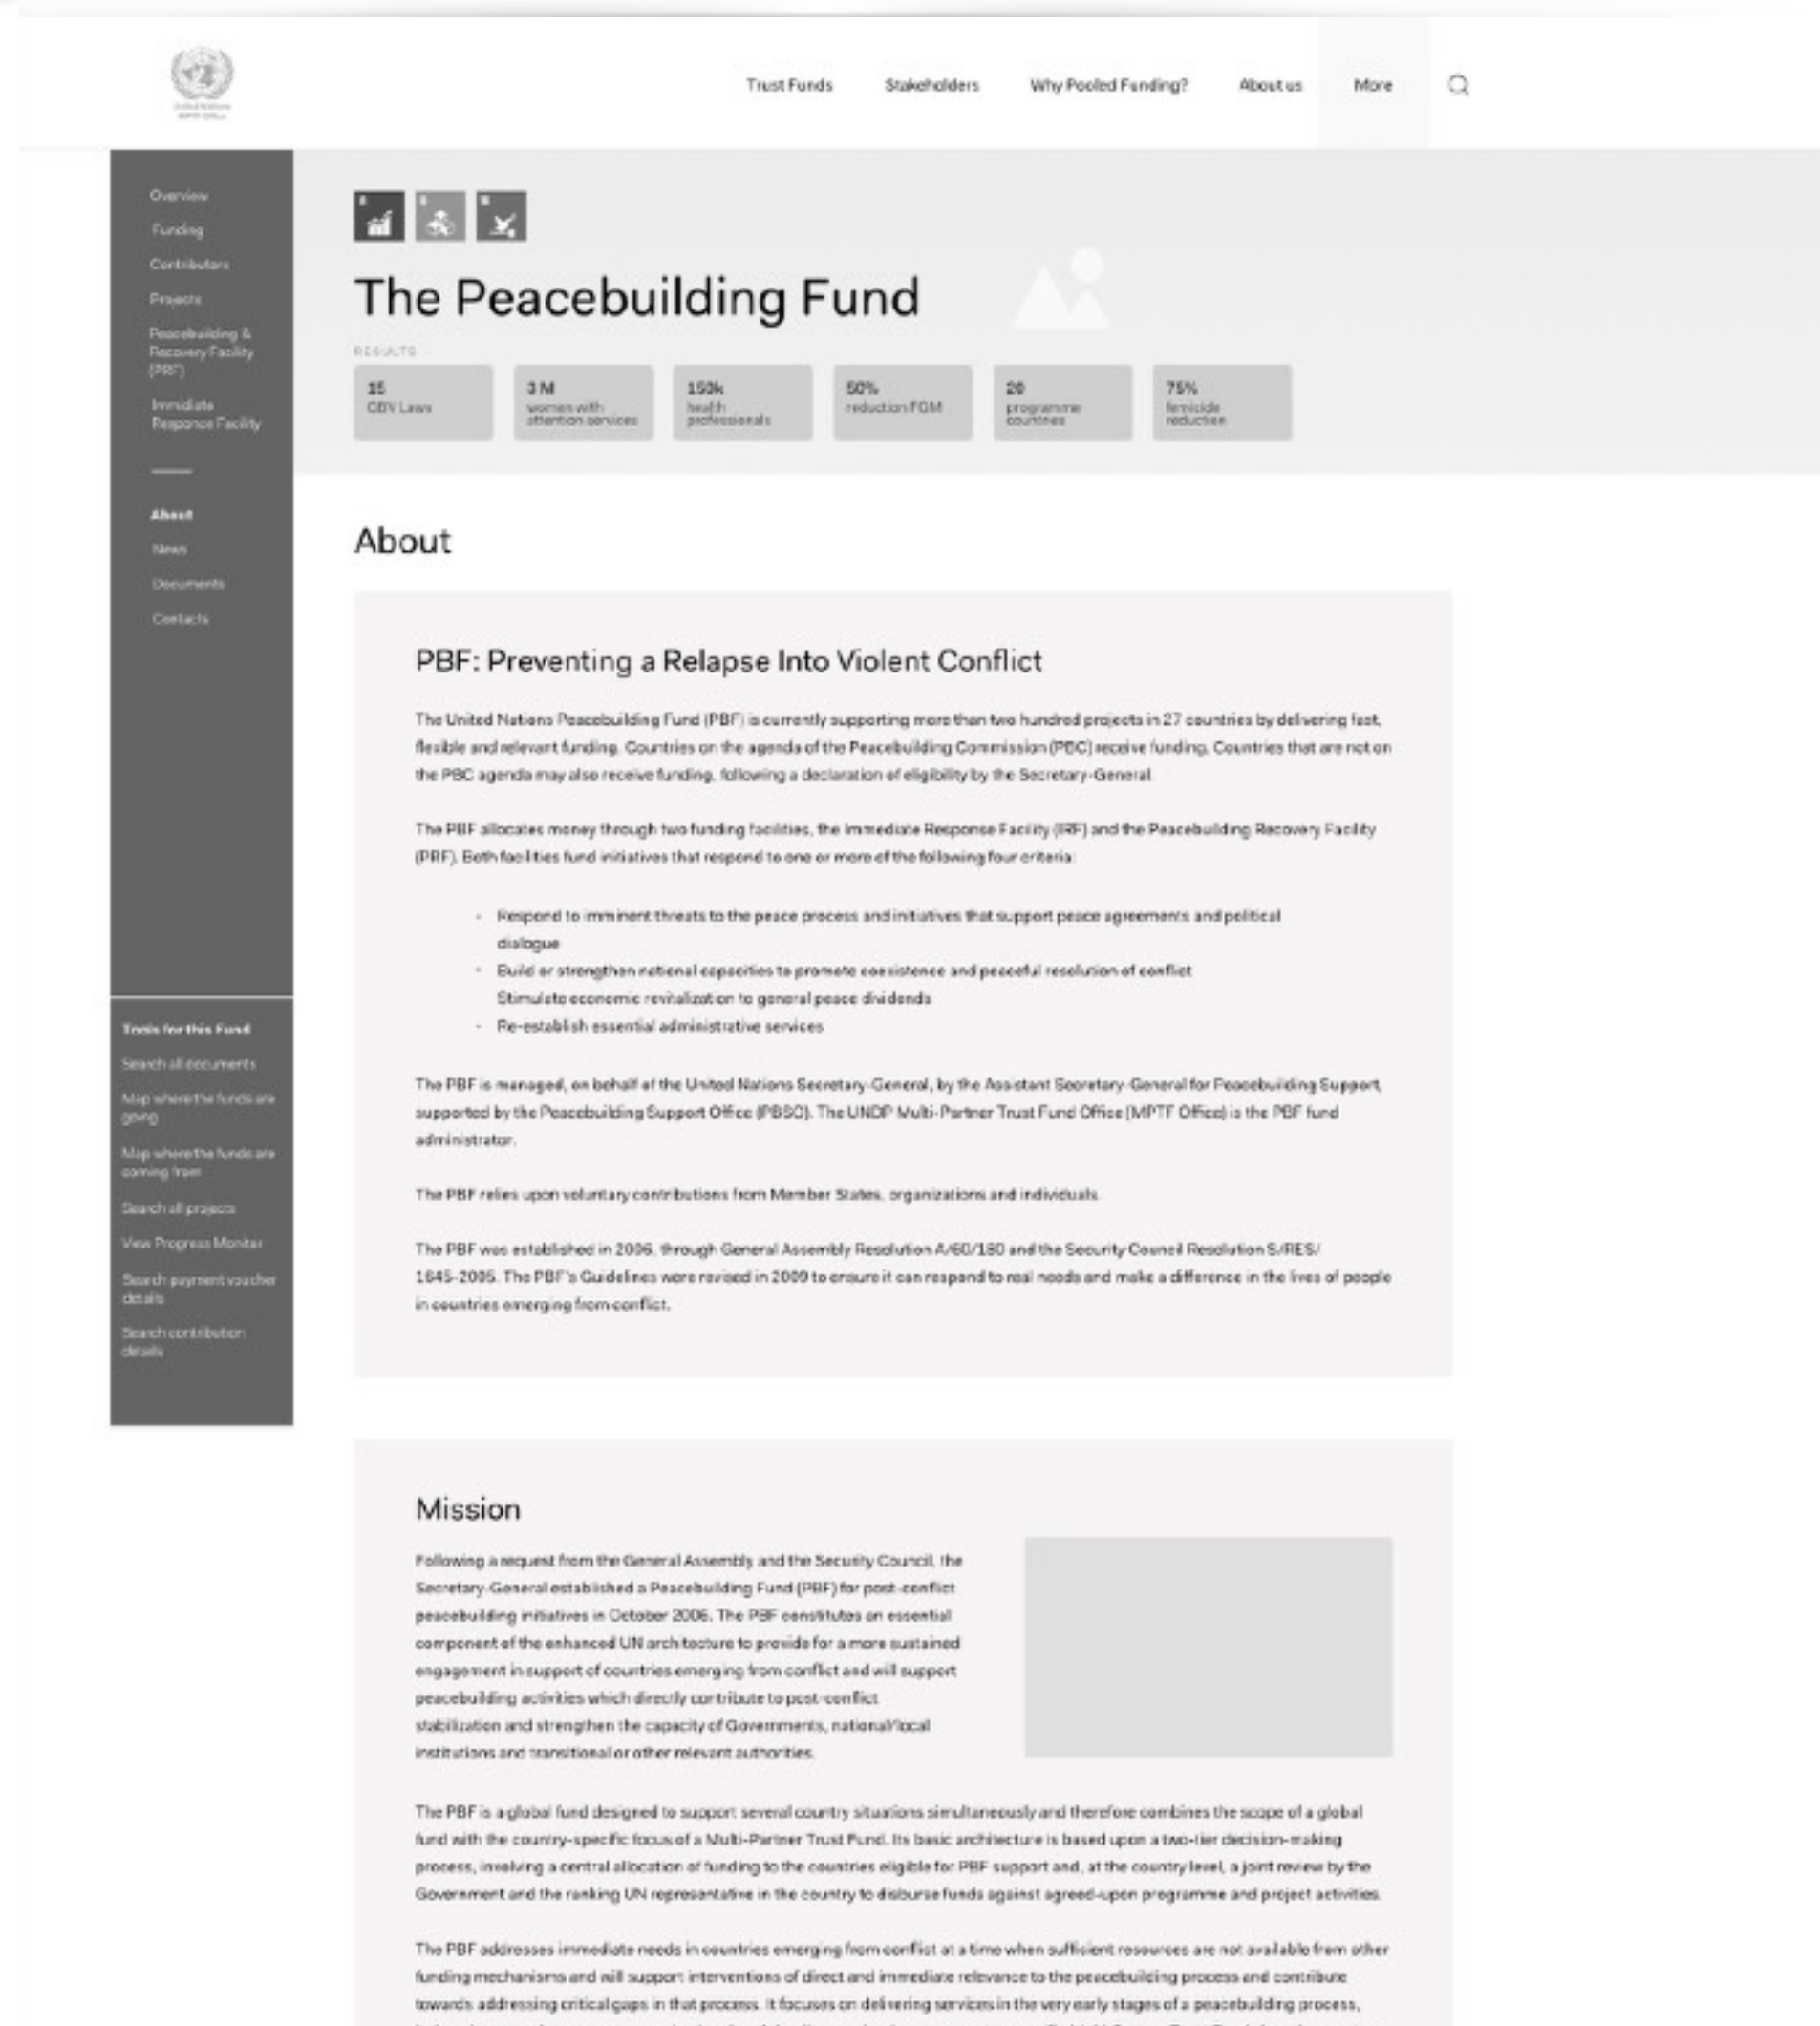 United Nations
MPTF Office
Trust Funds
Stakeholders
Why Pooled Funding?
About us
More
Overview
Funding
Contributors
Projects
Peacebuilding &
Recovery Facility
(PRF)
Immidiate
Responce Facility
About
News
Documents
Contacts
Tools for this Fund
Search all documents
Map where the funds are
going
Map where the funds are
coming from
Search all projects
View Progress Monitor
Search payment voucher
details
Search contribution
details
The Peacebuilding Fund
RESULTS
15
GBV Laws
3 M
women with
attention services
150k
health
professionals
50%
reduction FGM
20
programme
countries
75%
femicide
reduction
About
PBF: Preventing a Relapse Into Violent Conflict
The United Nations Peacebuilding Fund (PBF) is currently supporting more than two hundred projects in 27 countries by delivering fast,
flexible and relevant funding. Countries on the agenda of the Peacebuilding Commission (PBC) receive funding. Countries that are not on
the PBC agenda may also receive funding, following a declaration of eligibility by the Secretary-General.
The PBF allocates money through two funding facilities, the Immediate Response Facility (IRF) and the Peacebuilding Recovery Facility
(PRF). Both facilities fund initiatives that respond to one or more of the following four criteria:
- Respond to imminent threats to the peace process and initiatives that support peace agreements and political
dialogue
- Build or strengthen national capacities to promote coexistence and peaceful resolution of conflict
Stimulate economic revitalization to general peace dividends
- Re-establish essential administrative services
The PBF is managed, on behalf of the United Nations Secretary-General, by the Assistant Secretary-General for Peacebuilding Support,
supported by the Peacebuilding Support Office (PBSO). The UNDP Multi-Partner Trust Fund Office (MPTF Office) is the PBF fund
administrator.
The PBF relies upon voluntary contributions from Member States, organizations and individuals.
The PBF was established in 2006, through General Assembly Resolution A/60/180 and the Security Council Resolution S/RES/
1645-2005. The PBF's Guidelines were revised in 2009 to ensure it can respond to real needs and make a difference in the lives of people
in countries emerging from conflict.
Mission
Following a request from the General Assembly and the Security Council, the
Secretary-General established a Peacebuilding Fund (PBF) for post-conflict
peacebuilding initiatives in October 2006. The PBF constitutes an essential
component of the enhanced UN architecture to provide for a more sustained
engagement in support of countries emerging from conflict and will support
peacebuilding activities which directly contribute to post-conflict
stabilization and strengthen the capacity of Governments, national/local
institutions and transitional or other relevant authorities.
The PBF is a global fund designed to support several country situations simultaneously and therefore combines the scope of a global
fund with the country-specific focus of a Multi-Partner Trust Fund. Its basic architecture is based upon a two-tier decision-making
process, involving a central allocation of funding to the countries eligible for PBF support and, at the country level, a joint review by the
Government and the ranking UN representative in the country to disburse funds against agreed-upon programme and project activities.
The PBF addresses immediate needs in countries emerging from conflict at a time when sufficient resources are not available from other
funding mechanisms and will support interventions of direct and immediate relevance to the peacebuilding process and contribute
towards addressing critical gaps in that process. It focuses on delivering services in the very early stages of a peacebuilding process,